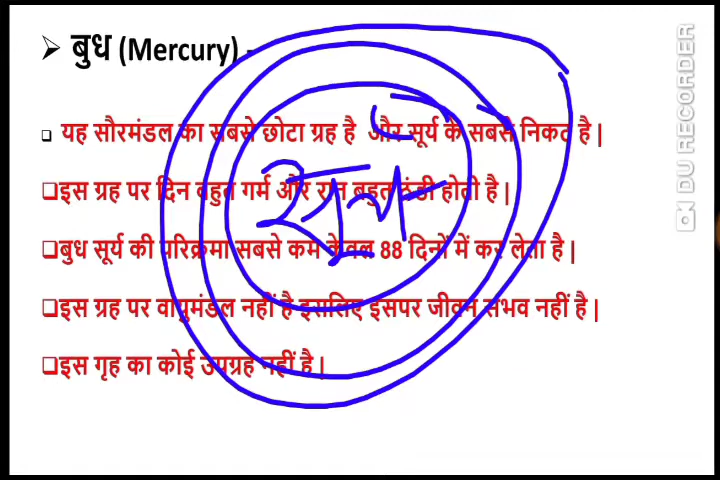 ➤ बुध (Mercury) -
यह सौरमंडल का सबसे छोटा ग्रह है और सूर्य के सबसे निकट है |
इस ग्रह पर दिन बहुत गर्म और रात बहुत ठंडी होती है |
बुध सूर्य की परिक्रमा सबसे कम केवल 88 दिनों में कर लेता है |
इस ग्रह पर वायुमंडल नहीं है इसलिए इसपर जीवन संभव नहीं है |
इस गृह का कोई उपग्रह नहीं है |
सूर्य
DU RECORDER